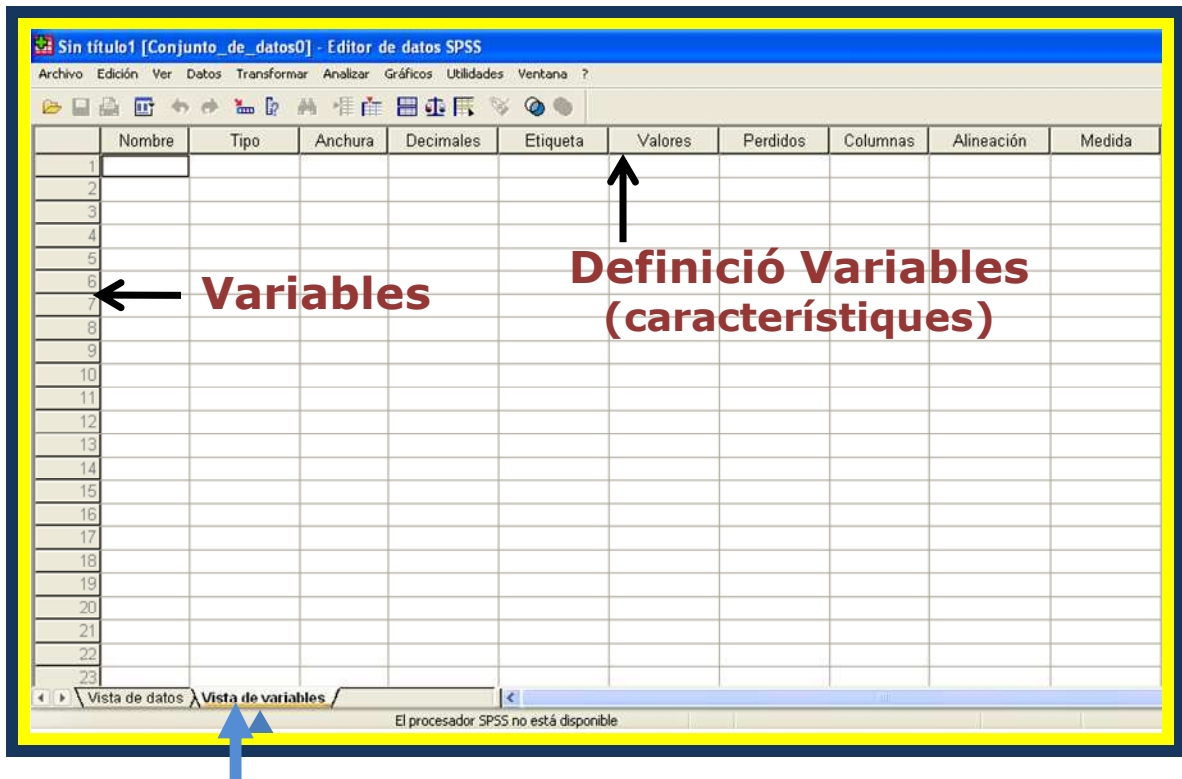 Sin título1 [Conjunto_de_datos0] - Editor de datos SPSS
Archivo Edición Ver Datos Transformar Analizar Gráficos Utilidades Ventana ?
Nombre Tipo Anchura Decimales Etiqueta Valores Perdidos Columnas Alineación Medida
1
2
3
4
5
6
7
8
9
10
11
12
13
14
15
16
17
18
19
20
21
22
23
Variables
Definició Variables
(característiques)
Vista de datos Vista de variables
El procesador SPSS no está disponible